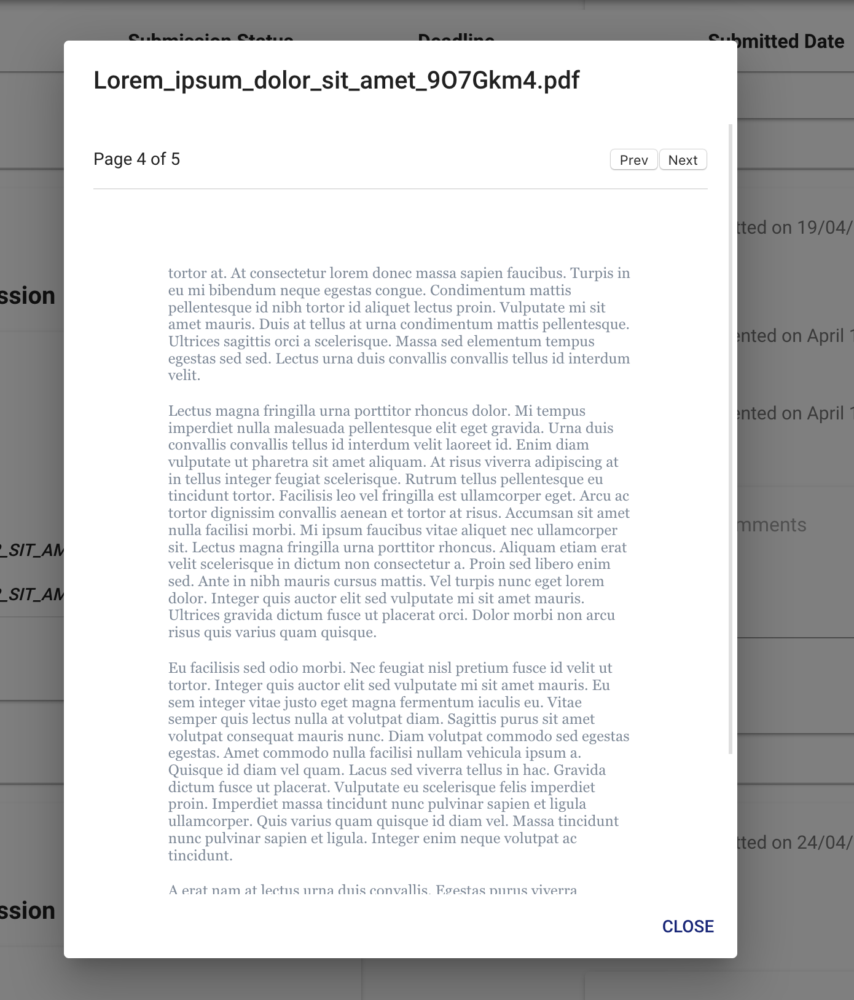 Submission Status Deadline Submitted Date
Lorem_ipsum_dolor_sit_amet_9O7Gkm4.pdf
Page 4 of 5 Prev Next
tted on 19/04/
ssion
ented on April 1
ented on April 1
mments
_SIT_AM
_SIT_AM
tortor at. At consectetur lorem donec massa sapien faucibus. Turpis in
eu mi bibendum neque egestas congue. Condimentum mattis
pellentesque id nibh tortor id aliquet lectus proin. Vulputate mi sit
amet mauris. Duis at tellus at urna condimentum mattis pellentesque.
Ultrices sagittis orci a scelerisque. Massa sed elementum tempus
egestas sed sed. Lectus urna duis convallis convallis tellus id interdum
velit.
Lectus magna fringilla urna porttitor rhoncus dolor. Mi tempus
imperdiet nulla malesuada pellentesque elit eget gravida. Urna duis
convallis convallis tellus id interdum velit laoreet id. Enim diam
vulputate ut pharetra sit amet aliquam. At risus viverra adipiscing at
in tellus integer feugiat scelerisque. Rutrum tellus pellentesque eu
tincidunt tortor. Facilisis leo vel fringilla est ullamcorper eget. Arcu ac
tortor dignissim convallis aenean et tortor at risus. Accumsan sit amet
nulla facilisi morbi. Mi ipsum faucibus vitae aliquet nec ullamcorper
sit. Lectus magna fringilla urna porttitor rhoncus. Aliquam etiam erat
velit scelerisque in dictum non consectetur a. Proin sed libero enim
sed. Ante in nibh mauris cursus mattis. Vel turpis nunc eget lorem
dolor. Integer quis auctor elit sed vulputate mi sit amet mauris.
Ultrices gravida dictum fusce ut placerat orci. Dolor morbi non arcu
risus quis varius quam quisque.
Eu facilisis sed odio morbi. Nec feugiat nisl pretium fusce id velit ut
tortor. Integer quis auctor elit sed vulputate mi sit amet mauris. Eu
sem integer vitae justo eget magna fermentum iaculis eu. Vitae
semper quis lectus nulla at volutpat diam. Sagittis purus sit amet
volutpat consequat mauris nunc. Diam volutpat commodo sed egestas
egestas. Amet commodo nulla facilisi nullam vehicula ipsum a.
Quisque id diam vel quam. Lacus sed viverra tellus in hac. Gravida
dictum fusce ut placerat. Vulputate eu scelerisque felis imperdiet
proin. Imperdiet massa tincidunt nunc pulvinar sapien et ligula
ullamcorper. Quis varius quam quisque id diam vel. Massa tincidunt
nunc pulvinar sapien et ligula. Integer enim neque volutpat ac
tincidunt.
A erat nam at lectus urna duis convallis. Egestas purus viverra
tted on 24/04/
ssion
CLOSE